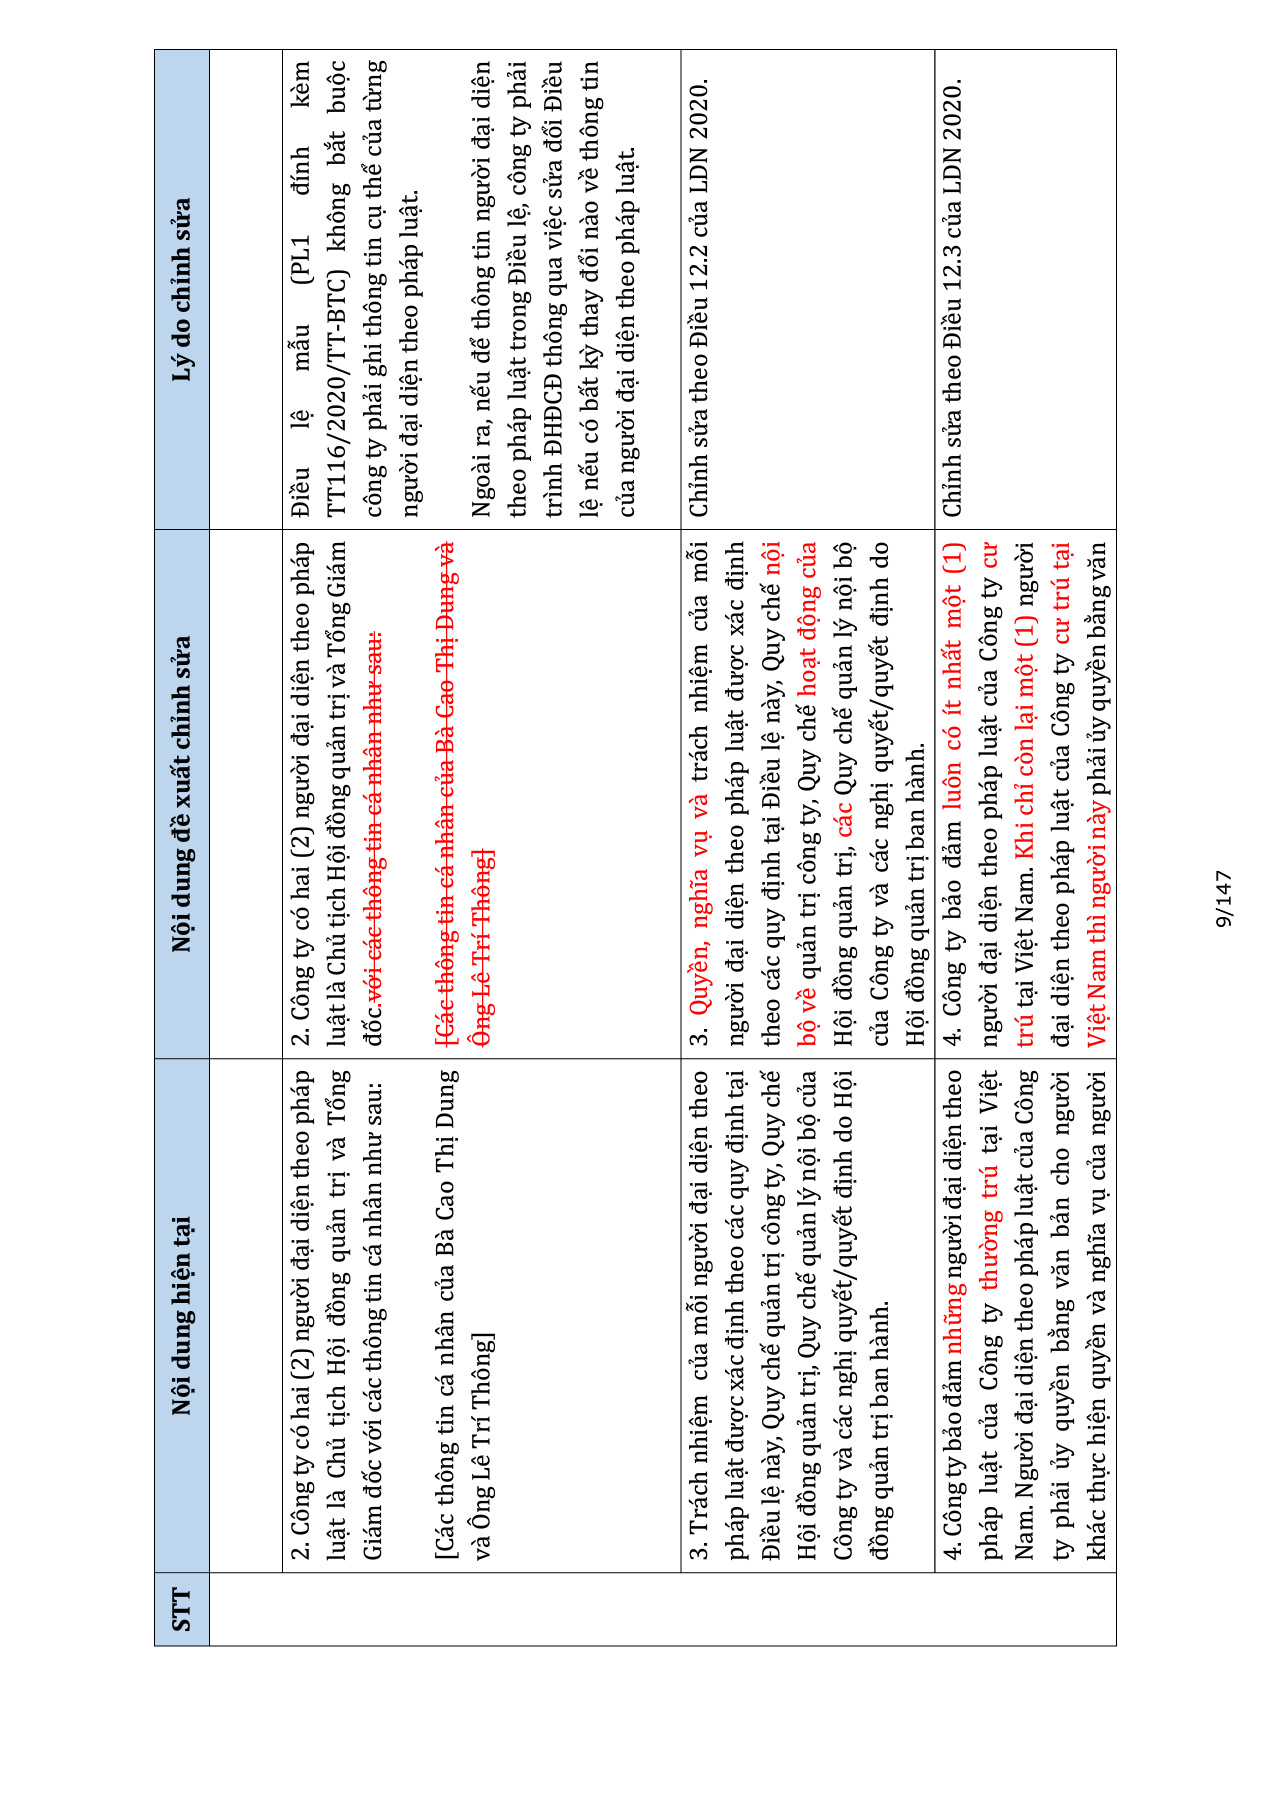 STT
Nội dung hiện tại
Nội dung đề xuất chỉnh sửa
Lý do chỉnh sửa
2. Công ty có hai (2) người đại diện theo pháp
luật là Chủ tịch Hội đồng quản trị và Tổng
Giám đốc với các thông tin cá nhân như sau:
[Các thông tin cá nhân của Bà Cao Thị Dung
và Ông Lê Trí Thông]
2. Công ty có hai (2) người đại diện theo pháp
luật là Chủ tịch Hội đồng quản trị và Tổng Giám
đốc.với các thông tin cá nhân như sau:
[Các thông tin cá nhân của Bà Cao Thị Dung và
Ông Lê Trí Thông]
Điều lệ mẫu (PL1 đính kèm
TT116/2020/TT-BTC) không bắt buộc
công ty phải ghi thông tin cụ thể của từng
người đại diện theo pháp luật.
Ngoài ra, nếu để thông tin người đại diện
theo pháp luật trong Điều lệ, công ty phải
trình ĐHĐCĐ thông qua việc sửa đổi Điều
lệ nếu có bất kỳ thay đổi nào về thông tin
của người đại diện theo pháp luật.
3. Trách nhiệm của mỗi người đại diện theo
pháp luật được xác định theo các quy định tại
Điều lệ này, Quy chế quản trị công ty, Quy chế
Hội đồng quản trị, Quy chế quản lý nội bộ của
Công ty và các nghị quyết/quyết định do Hội
đồng quản trị ban hành.
3. Quyền, nghĩa vụ và trách nhiệm của mỗi
người đại diện theo pháp luật được xác định
theo các quy định tại Điều lệ này, Quy chế nội
bộ về quản trị công ty, Quy chế hoạt động của
Hội đồng quản trị, các Quy chế quản lý nội bộ
của Công ty và các nghị quyết/quyết định do
Hội đồng quản trị ban hành.
Chỉnh sửa theo Điều 12.2 của LDN 2020.
4. Công ty bảo đảm những người đại diện theo
pháp luật của Công ty thường trú tại Việt
Nam. Người đại diện theo pháp luật của Công
ty phải ủy quyền bằng văn bản cho người
khác thực hiện quyền và nghĩa vụ của người
4. Công ty bảo đảm luôn có ít nhất một (1)
người đại diện theo pháp luật của Công ty cư
trú tại Việt Nam. Khi chỉ còn lại một (1) người
đại diện theo pháp luật của Công ty cư trú tại
Việt Nam thì người này phải ủy quyền bằng văn
Chỉnh sửa theo Điều 12.3 của LDN 2020.
9/147